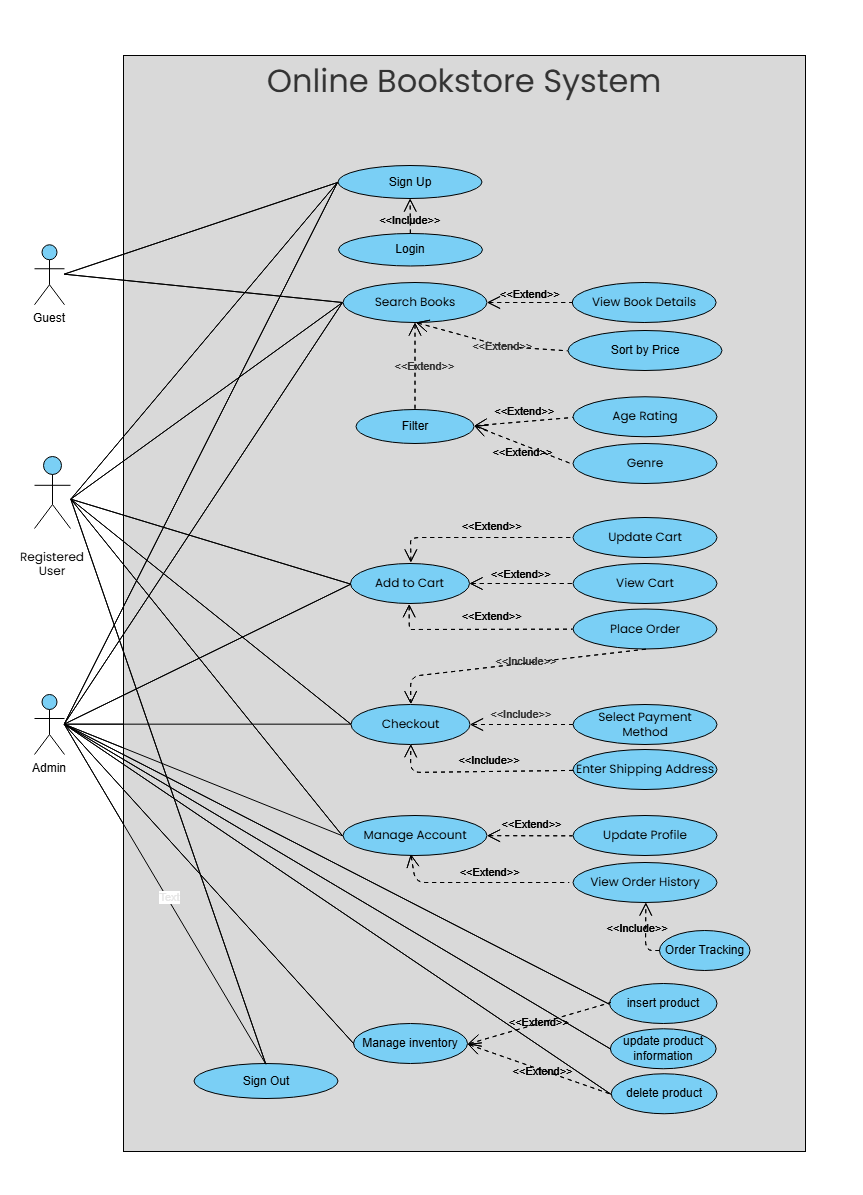 Online Bookstore System
Sign Up
<<Include>>
Login
Guest
Search Books
<<Extend>>
View Book Details
<<Extend>>
Sort by Price
<<Extend>>
Filter
<<Extend>>
Age Rating
<<Extend>>
Genre
Registered
User
<<Extend>>
Update Cart
Add to Cart
<<Extend>>
View Cart
<<Extend>>
Place Order
<<Include>>
Admin
Checkout
<<Include>>
Select Payment
Method
<<Include>>
Enter Shipping Address
Manage Account
<<Extend>>
Update Profile
<<Extend>>
View Order History
Text
<<Include>>
Order Tracking
insert product
<<Extend>>
Manage inventory
update product
information
<<Extend>>
Sign Out
delete product